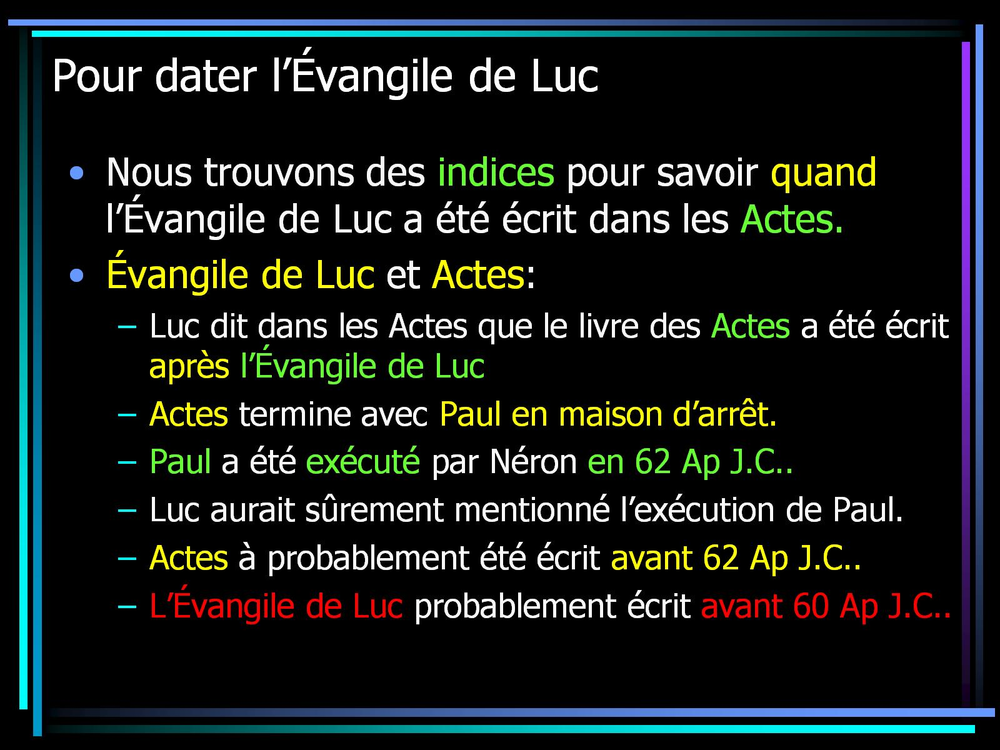 Pour dater l’Évangile de Luc
• Nous trouvons des indices pour savoir quand
l’Évangile de Luc a été écrit dans les Actes.
• Évangile de Luc et Actes:
– Luc dit dans les Actes que le livre des Actes a été écrit
après l’Évangile de Luc
– Actes termine avec Paul en maison d’arrêt.
– Paul a été exécuté par Néron en 62 Ap J.C..
– Luc aurait sûrement mentionné l’exécution de Paul.
– Actes à probablement été écrit avant 62 Ap J.C..
– L’Évangile de Luc probablement écrit avant 60 Ap J.C..